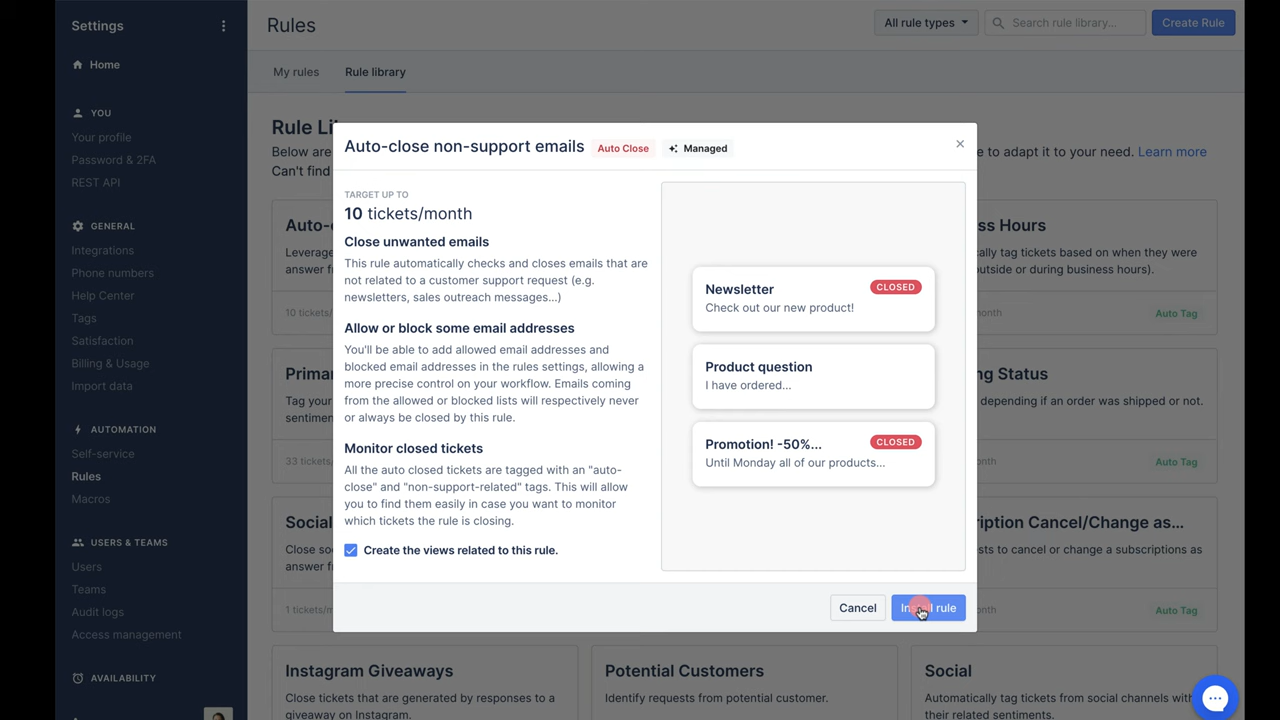 Settings
Home
YOU
Your profile
Password & 2FA
REST API
GENERAL
Integrations
Phone numbers
Help Center
Tags
Satisfaction
Billing & Usage
Import data
AUTOMATION
Self-service
Rules
Macros
USERS & TEAMS
Users
Teams
Audit logs
Access management
AVAILABILITY
Rules
All rule types
Search rule library...
Create Rule
My rules
Rule library
Rule
Below are
e to adapt it to your need. Learn more
Can't find
Auto-close non-support emails
Auto Close
Managed
TARGET UP TO
10 tickets/month
Close unwanted emails
This rule automatically checks and closes emails that are
not related to a customer support request (e.g.
newsletters, sales outreach messages...)
Allow or block some email addresses
You'll be able to add allowed email addresses and
blocked email addresses in the rules settings, allowing a
more precise control on your workflow. Emails coming
from the allowed or blocked lists will respectively never
or always be closed by this rule.
Monitor closed tickets
All the auto closed tickets are tagged with an "auto-
close" and "non-support-related" tags. This will allow
you to find them easily in case you want to monitor
which tickets the rule is closing.
Create the views related to this rule.
Newsletter
CLOSED
Check out our new product!
Product question
I have ordered...
Promotion! -50%...
CLOSED
Until Monday all of our products...
Cancel
Install rule
Auto-
Leverag
answer f
10 tickets/
ss Hours
cally tag tickets based on when they were
outside or during business hours).
month
Auto Tag
Prima
Tag your
sentimen
33 tickets
ng Status
depending if an order was shipped or not.
onth
Auto Tag
Social
Close so
answer f
1 tickets/m
iption Cancel/Change as...
ests to cancel or change a subscriptions as
onth
Auto Tag
Instagram Giveaways
Close tickets that are generated by responses to a
giveaway on Instagram.
Potential Customers
Identify requests from potential customer.
Social
Automatically tag tickets from social channels with
their related sentiments.